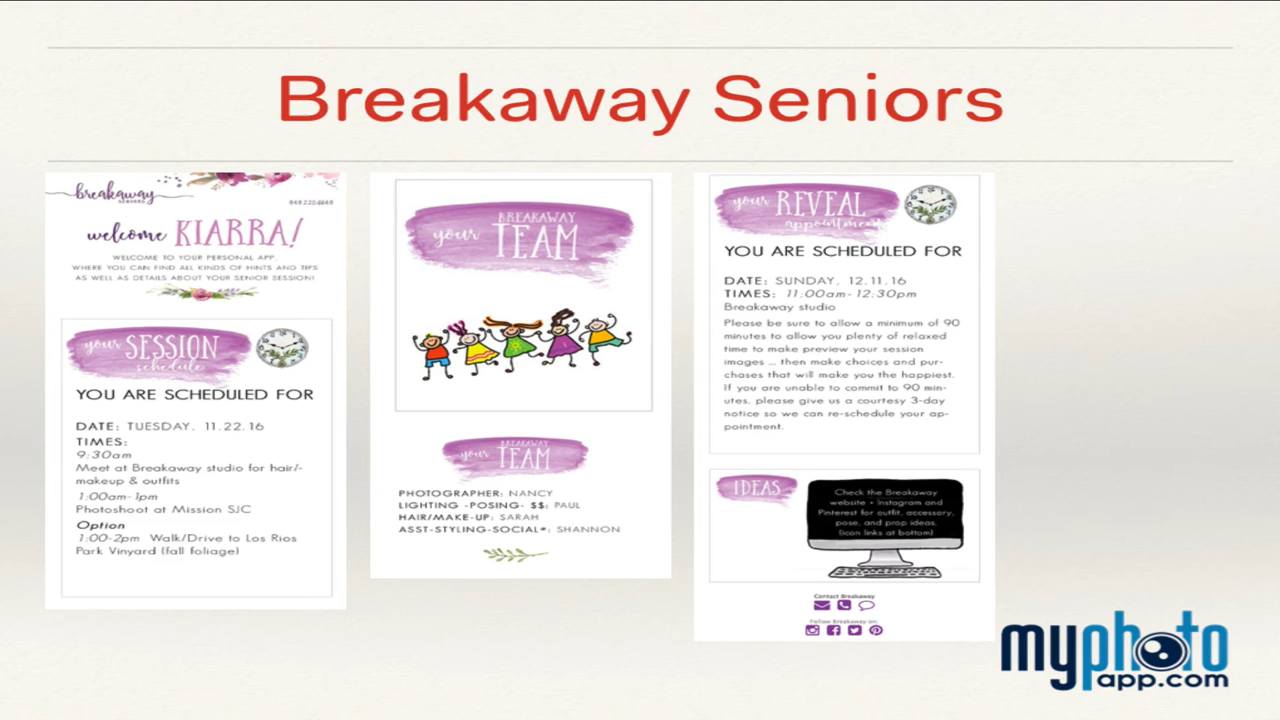 Breakaway Seniors
breakaway
SENIORS
949.220.4448
welcome KIARRA!
WELCOME TO YOUR PERSONAL APP.
WHERE YOU CAN FIND ALL KINDS OF HINTS AND TIPS
AS WELL AS DETAILS ABOUT YOUR SENIOR SESSION!
your SESSION
schedule
YOU ARE SCHEDULED FOR
DATE: TUESDAY, 11.22.16
TIMES:
9:30am
Meet at Breakaway studio for hair/-
makeup & outfits
1:00am-1pm
Photoshoot at Mission SJC
Option
1:00-2pm Walk/Drive to Los Rios
Park Vinyard (fall foliage)
BREAKAWAY
your TEAM
BREAKAWAY
your TEAM
PHOTOGRAPHER: NANCY
LIGHTING -POSING- $$: PAUL
HAIR/MAKE-UP: SARAH
ASST-STYLING-SOCIAL#: SHANNON
your REVEAL
appointment
YOU ARE SCHEDULED FOR
DATE: SUNDAY, 12.11.16
TIMES: 11:00am-12:30pm
Breakaway studio
Please be sure to allow a minimum of 90
minutes to allow you plenty of relaxed
time to make preview your session
images ... then make choices and pur-
chases that will make you the happiest.
If you are unable to commit to 90 min-
utes, please give us a courtesy 3-day
notice so we can re-schedule your ap-
pointment.
IDEAS
Check the Breakaway
website + Instagram and
Pinterest for outfit, accessory,
pose, and prop ideas.
(icon links at bottom)
Contact Breakaway
Follow Breakaway on:
myphoto
app.com